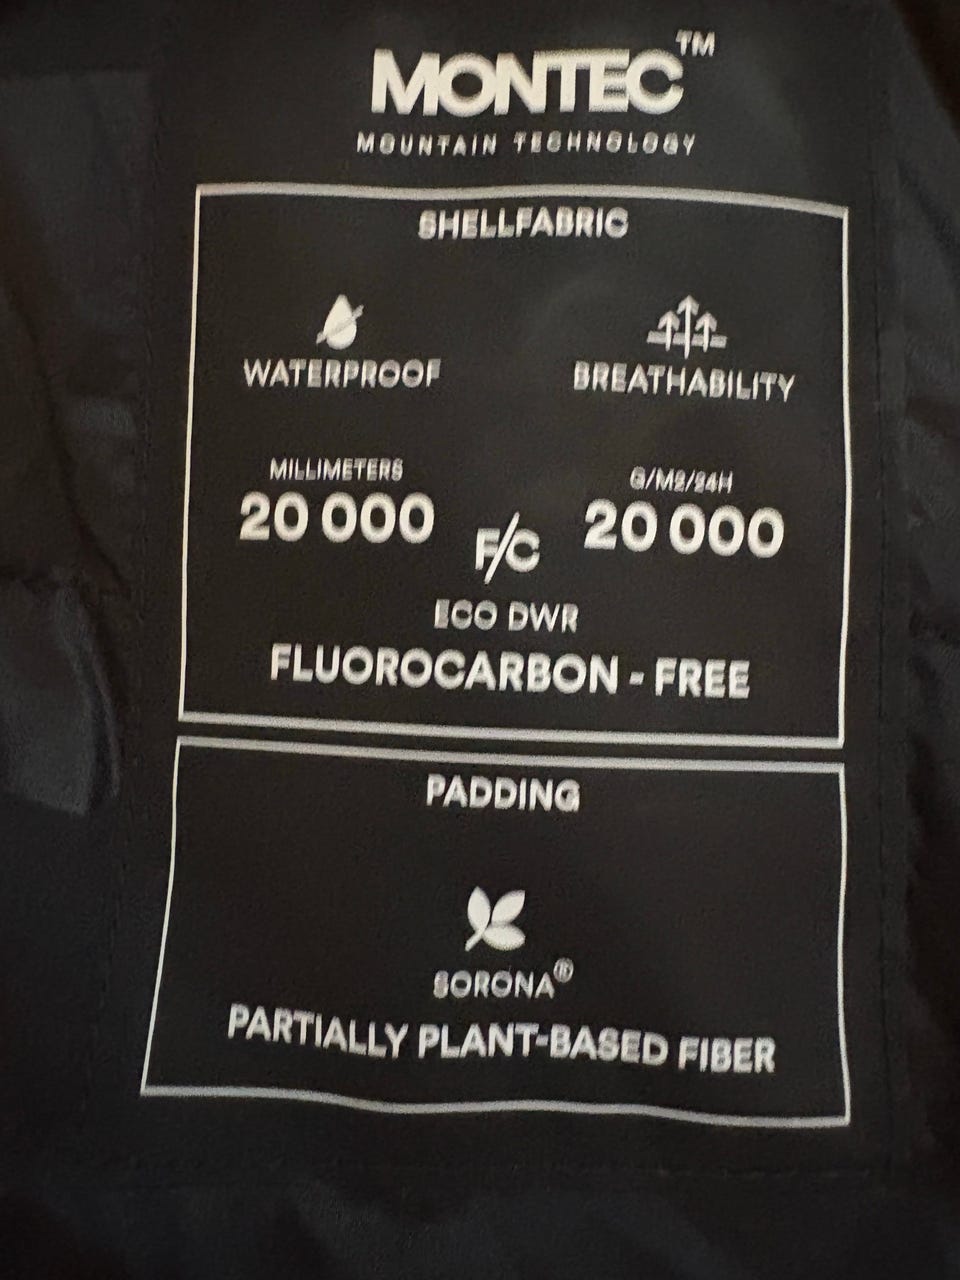 MONTEC™
MOUNTAIN TECHNOLOGY
SHELLFABRIC
WATERPROOF
BREATHABILITY
MILLIMETERS
20 000
G/M2/24H
20 000
F/C
ECO DWR
FLUOROCARBON - FREE
PADDING
SORONA®
PARTIALLY PLANT-BASED FIBER